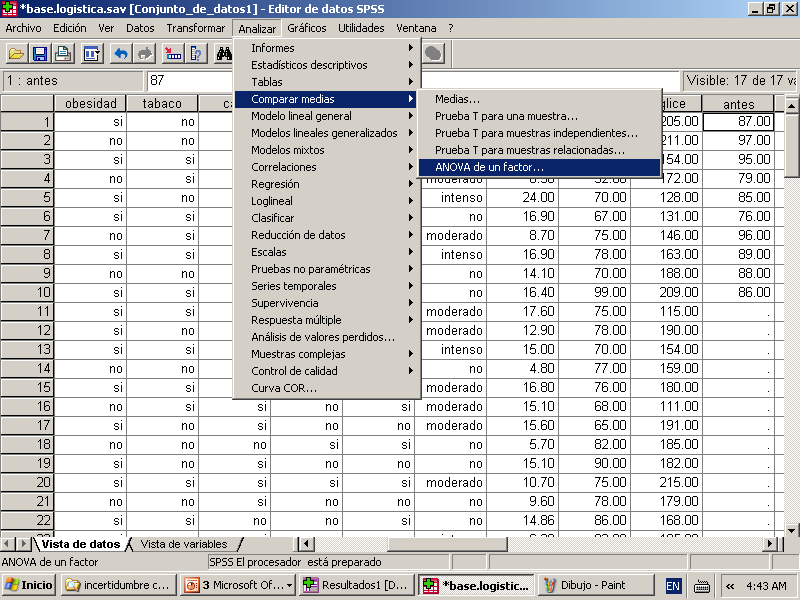 *base.logistica.sav [Conjunto_de_datos1] - Editor de datos SPSS
Archivo Edición Ver Datos Transformar Analizar Gráficos Utilidades Ventana ?
1 : antes 87 Visible: 17 de 17
obesidad tabaco antes
Informes
Estadísticos descriptivos
Tablas
Comparar medias
Modelo lineal general
Modelos lineales generalizados
Modelos mixtos
Correlaciones
Regresión
Loglineal
Clasificar
Reducción de datos
Escalas
Pruebas no paramétricas
Series temporales
Supervivencia
Respuesta múltiple
Análisis de valores perdidos...
Muestras complejas
Control de calidad
Curva COR...
Medias...
Prueba T para una muestra...
Prueba T para muestras independientes...
Prueba T para muestras relacionadas...
ANOVA de un factor...
1 si no 205.00 87.00
2 no no 211.00 97.00
3 si si 154.00 95.00
4 no si moderado 172.00 79.00
5 si no intenso 24.00 70.00 128.00 85.00
6 si no no 16.90 67.00 131.00 76.00
7 no si moderado 8.70 75.00 146.00 96.00
8 si si intenso 16.90 78.00 163.00 89.00
9 no no no 14.10 70.00 188.00 88.00
10 si si no 16.40 99.00 209.00 86.00
11 si si moderado 17.60 75.00 115.00 .
12 si no moderado 12.90 78.00 190.00 .
13 si si intenso 15.00 70.00 154.00 .
14 no no no 4.80 77.00 159.00 .
15 si si moderado 16.80 76.00 180.00 .
16 no si si no si moderado 15.10 68.00 111.00 .
17 no si si no si moderado 15.60 65.00 191.00 .
18 no no no si si no 5.70 82.00 185.00 .
19 si no si no no no 15.10 90.00 182.00 .
20 si si si si si moderado 10.70 75.00 215.00 .
21 no no si no no no 9.60 78.00 179.00 .
22 si si no no si no 14.86 86.00 168.00 .
Vista de datos Vista de variables
ANOVA de un factor SPSS El procesador está preparado
Inicio incertidumbre c... 3 Microsoft Of... Resultados1 [D... *base.logistic... Dibujo - Paint EN « 4:43 AM